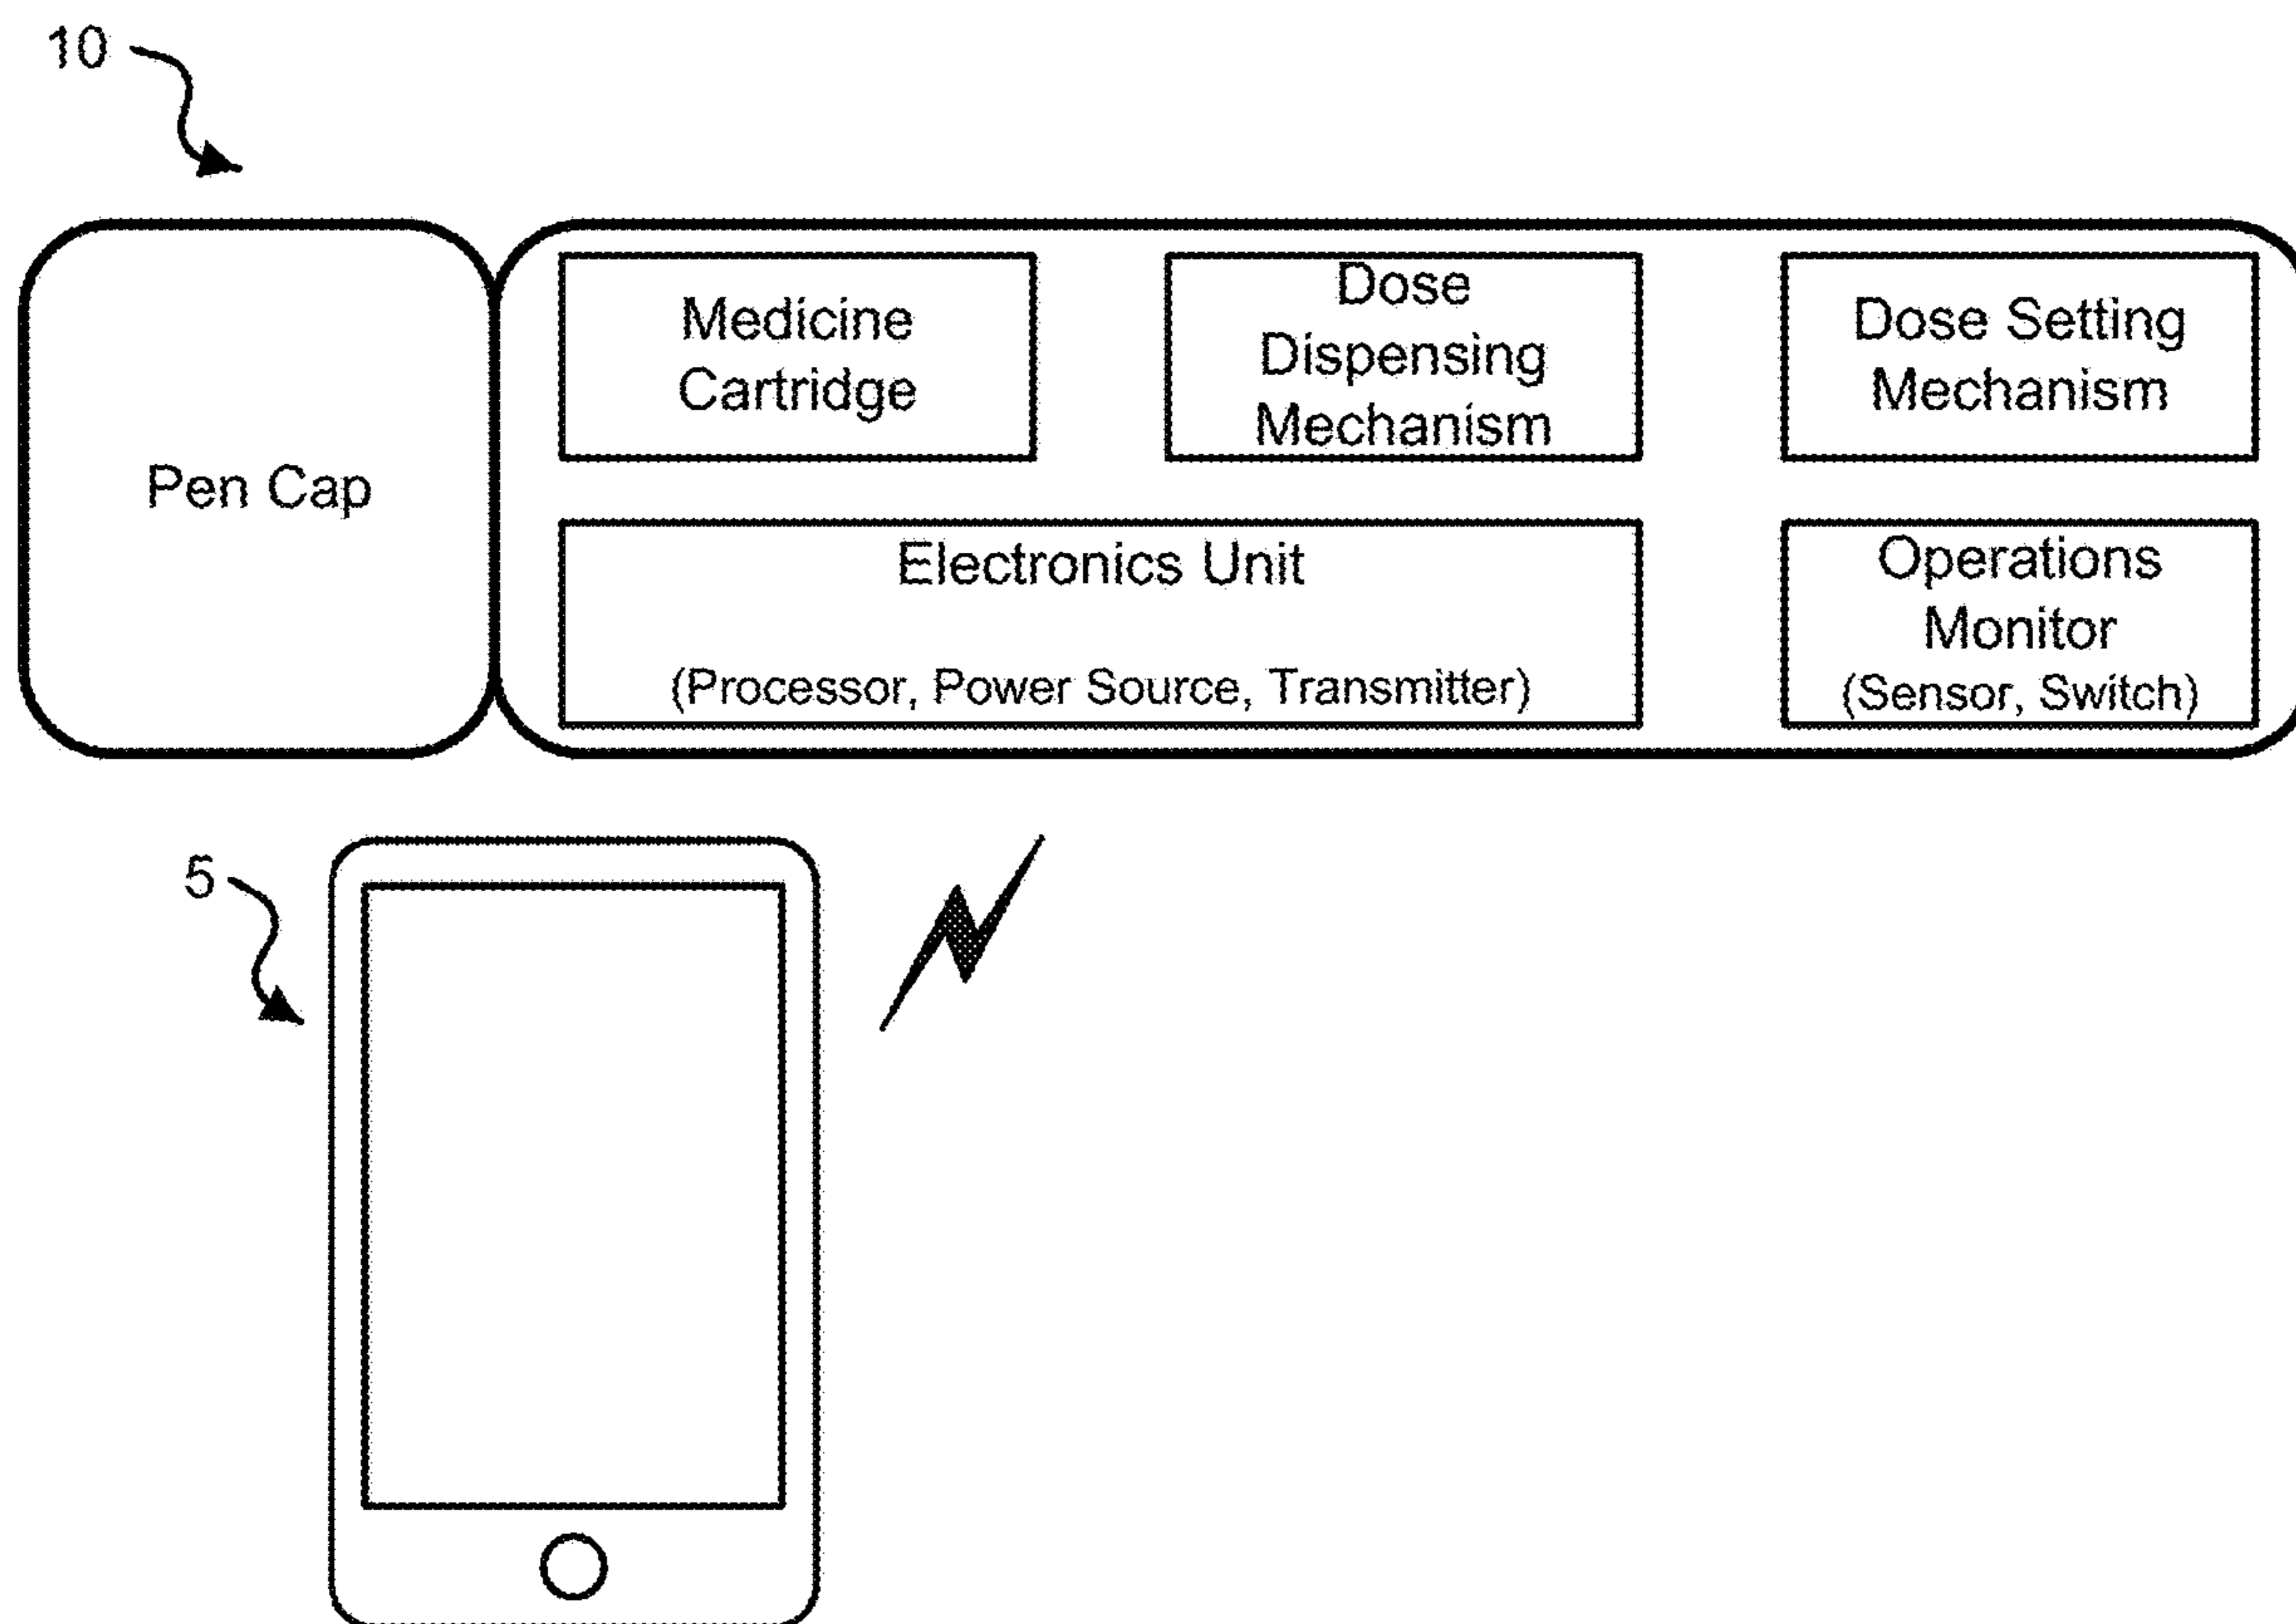 10
Medicine
Cartridge
Dose
Dispensing
Mechanism
Dose Setting
Mechanism
Pen Cap
Electronics Unit
(Processor, Power Source, Transmitter)
Operations
Monitor
(Sensor, Switch)
5